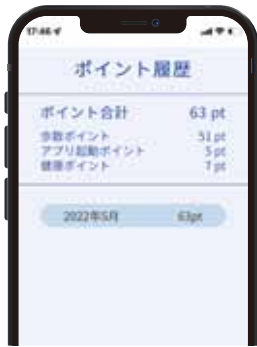 17:46
ポイント履歴
ポイント合計 63 pt
歩数ポイント 51 pt
アプリ起動ポイント 5 pt
健康ポイント 7 pt
2022年5月 63pt